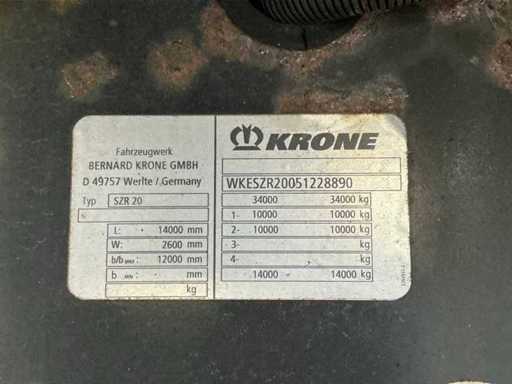 Fahrzeugwerk
BERNARD KRONE GMBH
D 49757 Werlte / Germany
Typ SZR 20
L: 14000 mm
W: 2600 mm
b/b MAX: 12000 mm
b MIN: mm
kg
KRONE
WKESZR20051228890
34000 34000 kg
1- 10000 10000 kg
2- 10000 10000 kg
3- kg
4- kg
14000 14000 kg